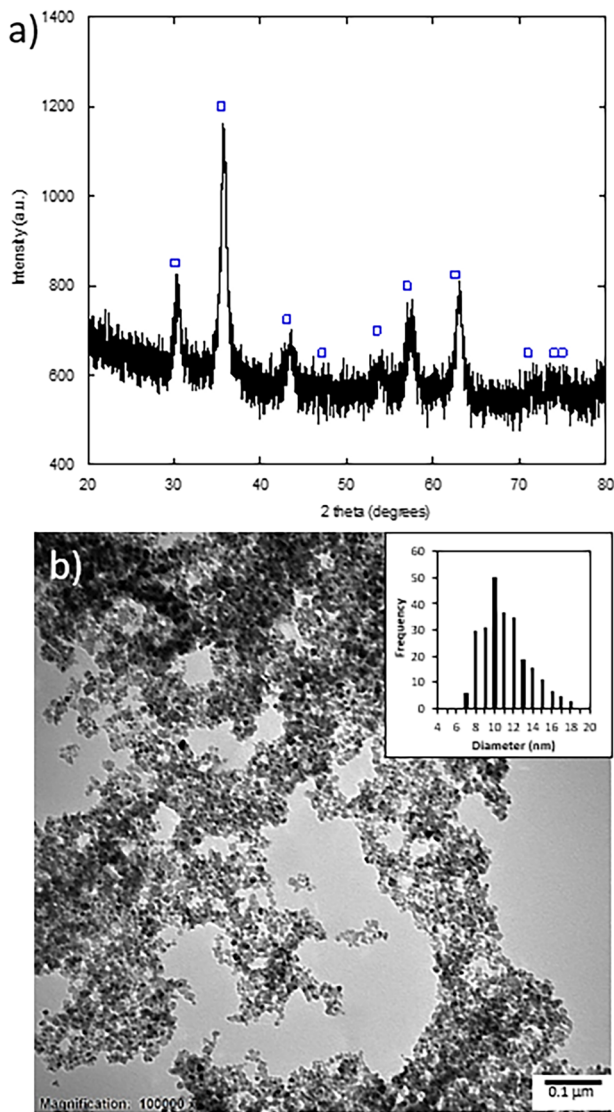 a)
1400
1200
1000
800
600
400
Intensity (a.u.)
20 30 40 50 60 70 80
2 theta (degrees)
b)
60
50
40
30
20
10
0
Frequency
4 6 8 10 12 14 16 18 20
Diameter (nm)
0.1 µm
Magnification: 100000 x